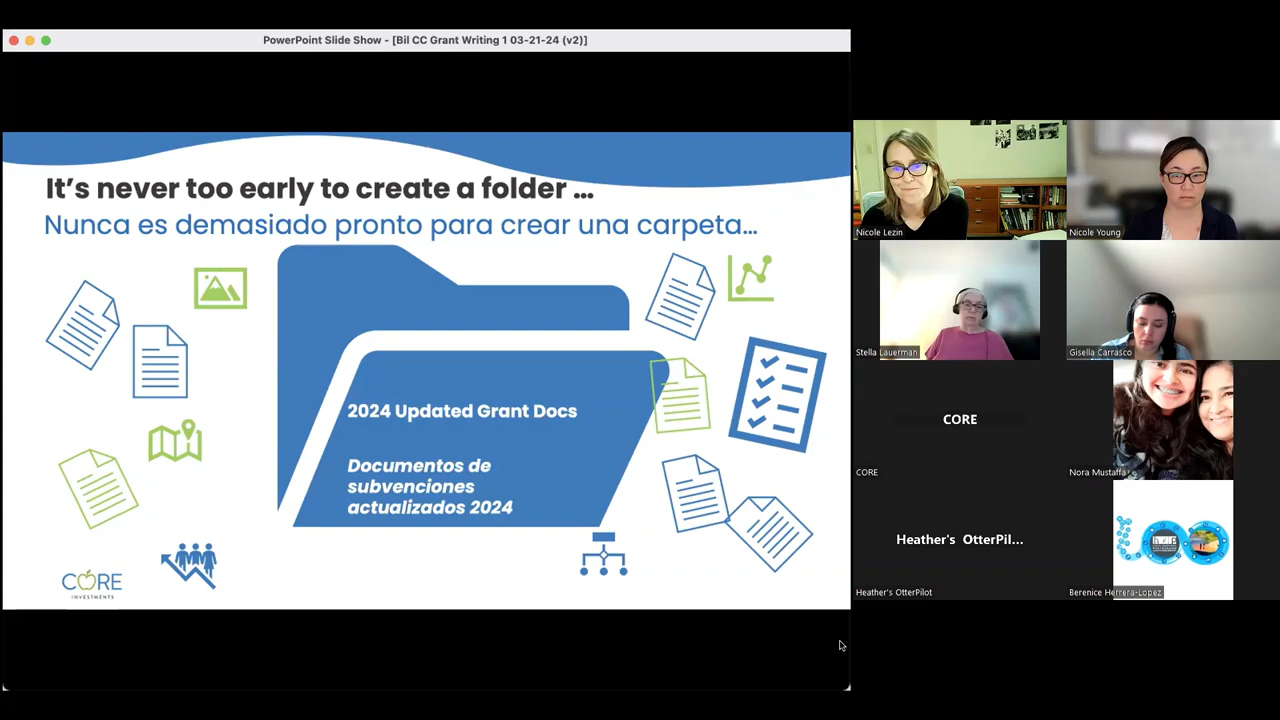 PowerPoint Slide Show - [Bil CC Grant Writing 1 03-21-24 (v2)]
It's never too early to create a folder ...
Nunca es demasiado pronto para crear una carpeta...
2024 Updated Grant Docs
Documentos de
subvenciones
actualizados 2024
CORE
INVESTMENTS
Nicole Lezin
Nicole Young
Stella Lauerman
Gisella Carrasco
CORE
CORE
Nora Mustaffa
Heather's OtterPil...
Heather's OtterPilot
Berenice Herrera-Lopez